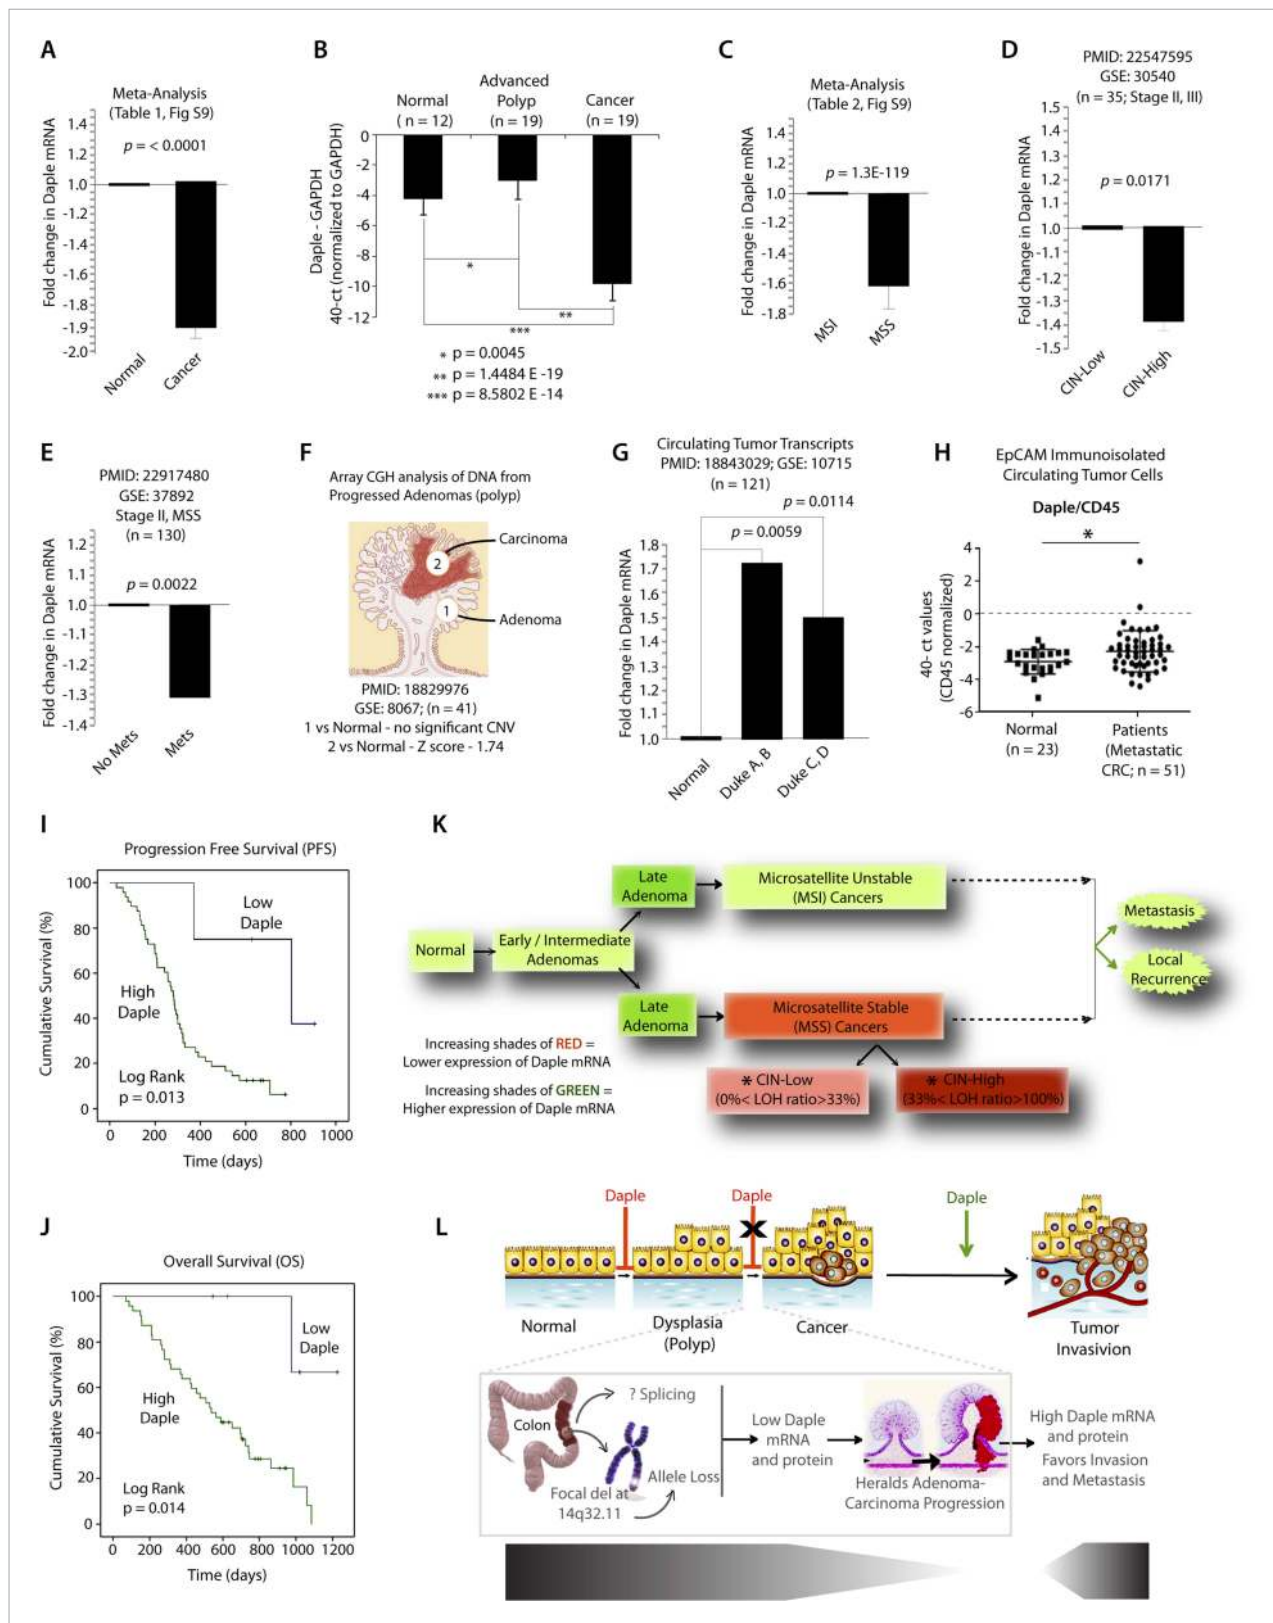 A
Meta-Analysis
(Table 1, Fig S9)
p = < 0.0001
Fold change in Daple mRNA
1.4
1.3
1.2
1.1
1.0
-1.1
-1.2
-1.4
-1.6
-1.8
-1.9
-2.0
Normal
Cancer
B
Normal
( n = 12)
Advanced
Polyp
(n = 19)
Cancer
(n = 19)
Daple - GAPDH
40-ct (normalized to GAPDH)
0
-2
-4
-6
-8
-10
-12
*
**
***
* p = 0.0045
** p = 1.4484 E -19
*** p = 8.5802 E -14
C
Meta-Analysis
(Table 2, Fig S9)
p = 1.3E-119
Fold change in Daple mRNA
1.4
1.3
1.2
1.1
1.0
-1.1
-1.2
-1.4
-1.6
-1.8
MSI
MSS
D
PMID: 22547595
GSE: 30540
(n = 35; Stage II, III)
p = 0.0171
Fold change in Daple mRNA
1.5
1.4
1.3
1.2
1.2
1.1
1.0
-1.1
-1.2
-1.3
-1.4
-1.5
CIN-Low
CIN-High
E
PMID: 22917480
GSE: 37892
Stage II, MSS
(n = 130)
p = 0.0022
Fold change in Daple mRNA
1.2
1.1
1.0
-1.1
-1.2
-1.3
-1.4
No Mets
Mets
F
Array CGH analysis of DNA from
Progressed Adenomas (polyp)
2
Carcinoma
1
Adenoma
PMID: 18829976
GSE: 8067; (n = 41)
1 vs Normal - no significant CNV
2 vs Normal - Z score - 1.74
G
Circulating Tumor Transcripts
PMID: 18843029; GSE: 10715
(n = 121)
p = 0.0114
p = 0.0059
Fold change in Daple mRNA
1.8
1.7
1.6
1.5
1.4
1.3
1.2
1.1
1.0
Normal
Duke A, B
Duke C, D
H
EpCAM Immunoisolated
Circulating Tumor Cells
Daple/CD45
*
40- ct values
(CD45 normalized)
4
2
0
-2
-4
-6
Normal
(n = 23)
Patients
(Metastatic
CRC; n = 51)
I
Progression Free Survival (PFS)
Cumulative Survival (%)
100
80
60
40
20
0
Low
Daple
High
Daple
Log Rank
p = 0.013
0 200 400 600 800 1000
Time (days)
J
Overall Survival (OS)
Cumulative Survival (%)
100
80
60
40
20
0
Low
Daple
High
Daple
Log Rank
p = 0.014
0 200 400 600 800 1000 1200
Time (days)
K
Normal
Early / Intermediate
Adenomas
Late
Adenoma
Microsatellite Unstable
(MSI) Cancers
Late
Adenoma
Microsatellite Stable
(MSS) Cancers
Metastasis
Local
Recurrence
* CIN-Low
(0%< LOH ratio>33%)
* CIN-High
(33%< LOH ratio>100%)
Increasing shades of RED =
Lower expression of Daple mRNA
Increasing shades of GREEN =
Higher expression of Daple mRNA
L
Daple
Daple
Daple
Normal
Dysplasia
(Polyp)
Cancer
Tumor
Invasivion
Colon
? Splicing
Allele Loss
Focal del at
14q32.11
Low Daple
mRNA
and protein
Heralds Adenoma-
Carcinoma Progression
High Daple mRNA
and protein
Favors Invasion
and Metastasis